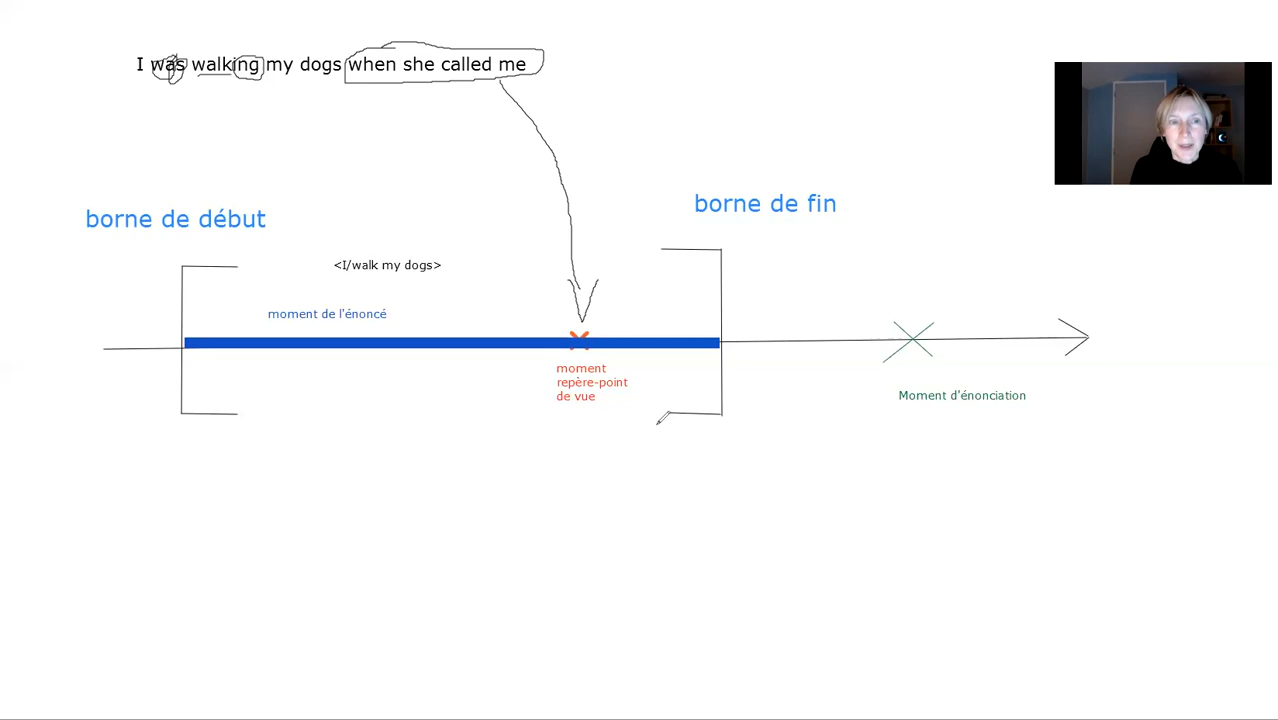 I was walking my dogs when she called me
borne de début
borne de fin
<I/walk my dogs>
moment de l'énoncé
moment
repère-point
de vue
Moment d'énonciation